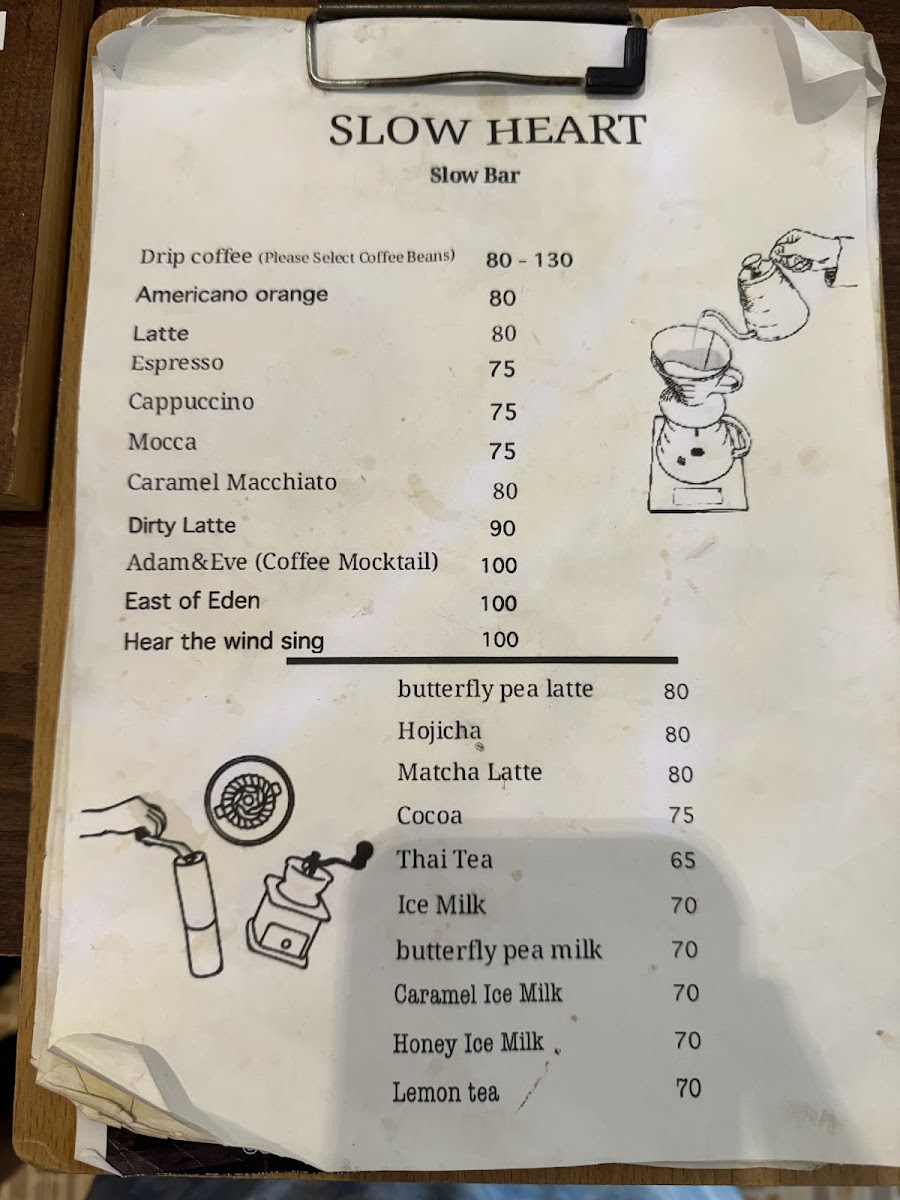 SLOW HEART
Slow Bar
Drip coffee (Please Select Coffee Beans) 80 - 130
Americano orange 80
Latte 80
Espresso 75
Cappuccino 75
Mocca 75
Caramel Macchiato 80
Dirty Latte 90
Adam&Eve (Coffee Mocktail) 100
East of Eden 100
Hear the wind sing 100
butterfly pea latte 80
Hojicha 80
Matcha Latte 80
Cocoa 75
Thai Tea 65
Ice Milk 70
butterfly pea milk 70
Caramel Ice Milk 70
Honey Ice Milk 70
Lemon tea 70